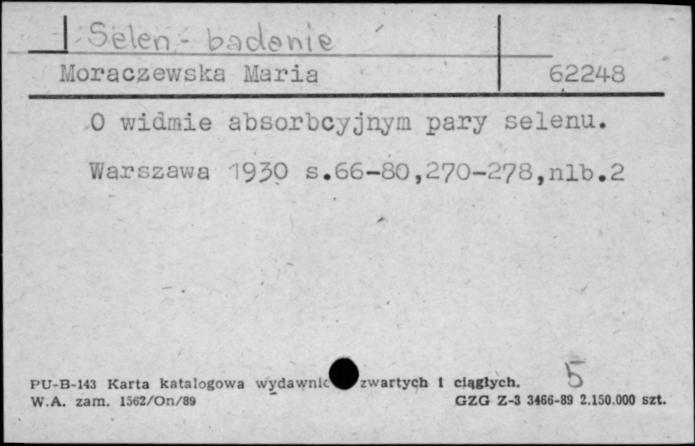 Selen - badanie
Moraczewska Maria 62248
O widmie absorbcyjnym pary selenu.
Warszawa 1930 s.66-80,270-278,nlb.2
5
PU-B-143 Karta katalogowa wydawnic zwartych i ciągłych.
W.A. zam. 1562/On/89 GZG Z-3 3466-89 2.150.000 szt.